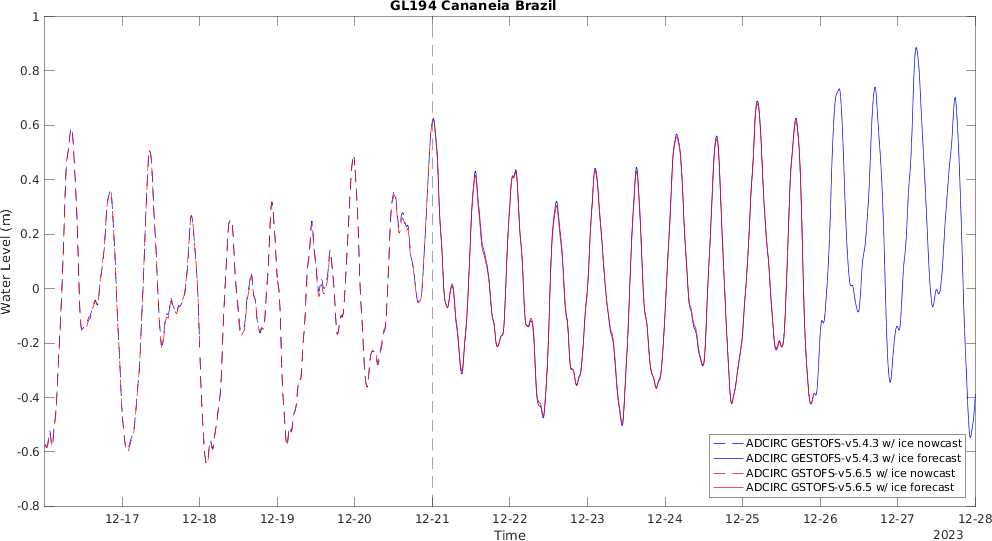 GL194 Cananeia Brazil
1
0.8
0.6
0.4
0.2
0
-0.2
-0.4
-0.6
-0.8
Water Level (m)
12-17 12-18 12-19 12-20 12-21 12-22 12-23 12-24 12-25 12-26 12-27 12-28
Time
2023
ADCIRC GESTOFS-v5.4.3 w/ ice nowcast
ADCIRC GESTOFS-v5.4.3 w/ ice forecast
ADCIRC GSTOFS-v5.6.5 w/ ice nowcast
ADCIRC GSTOFS-v5.6.5 w/ ice forecast